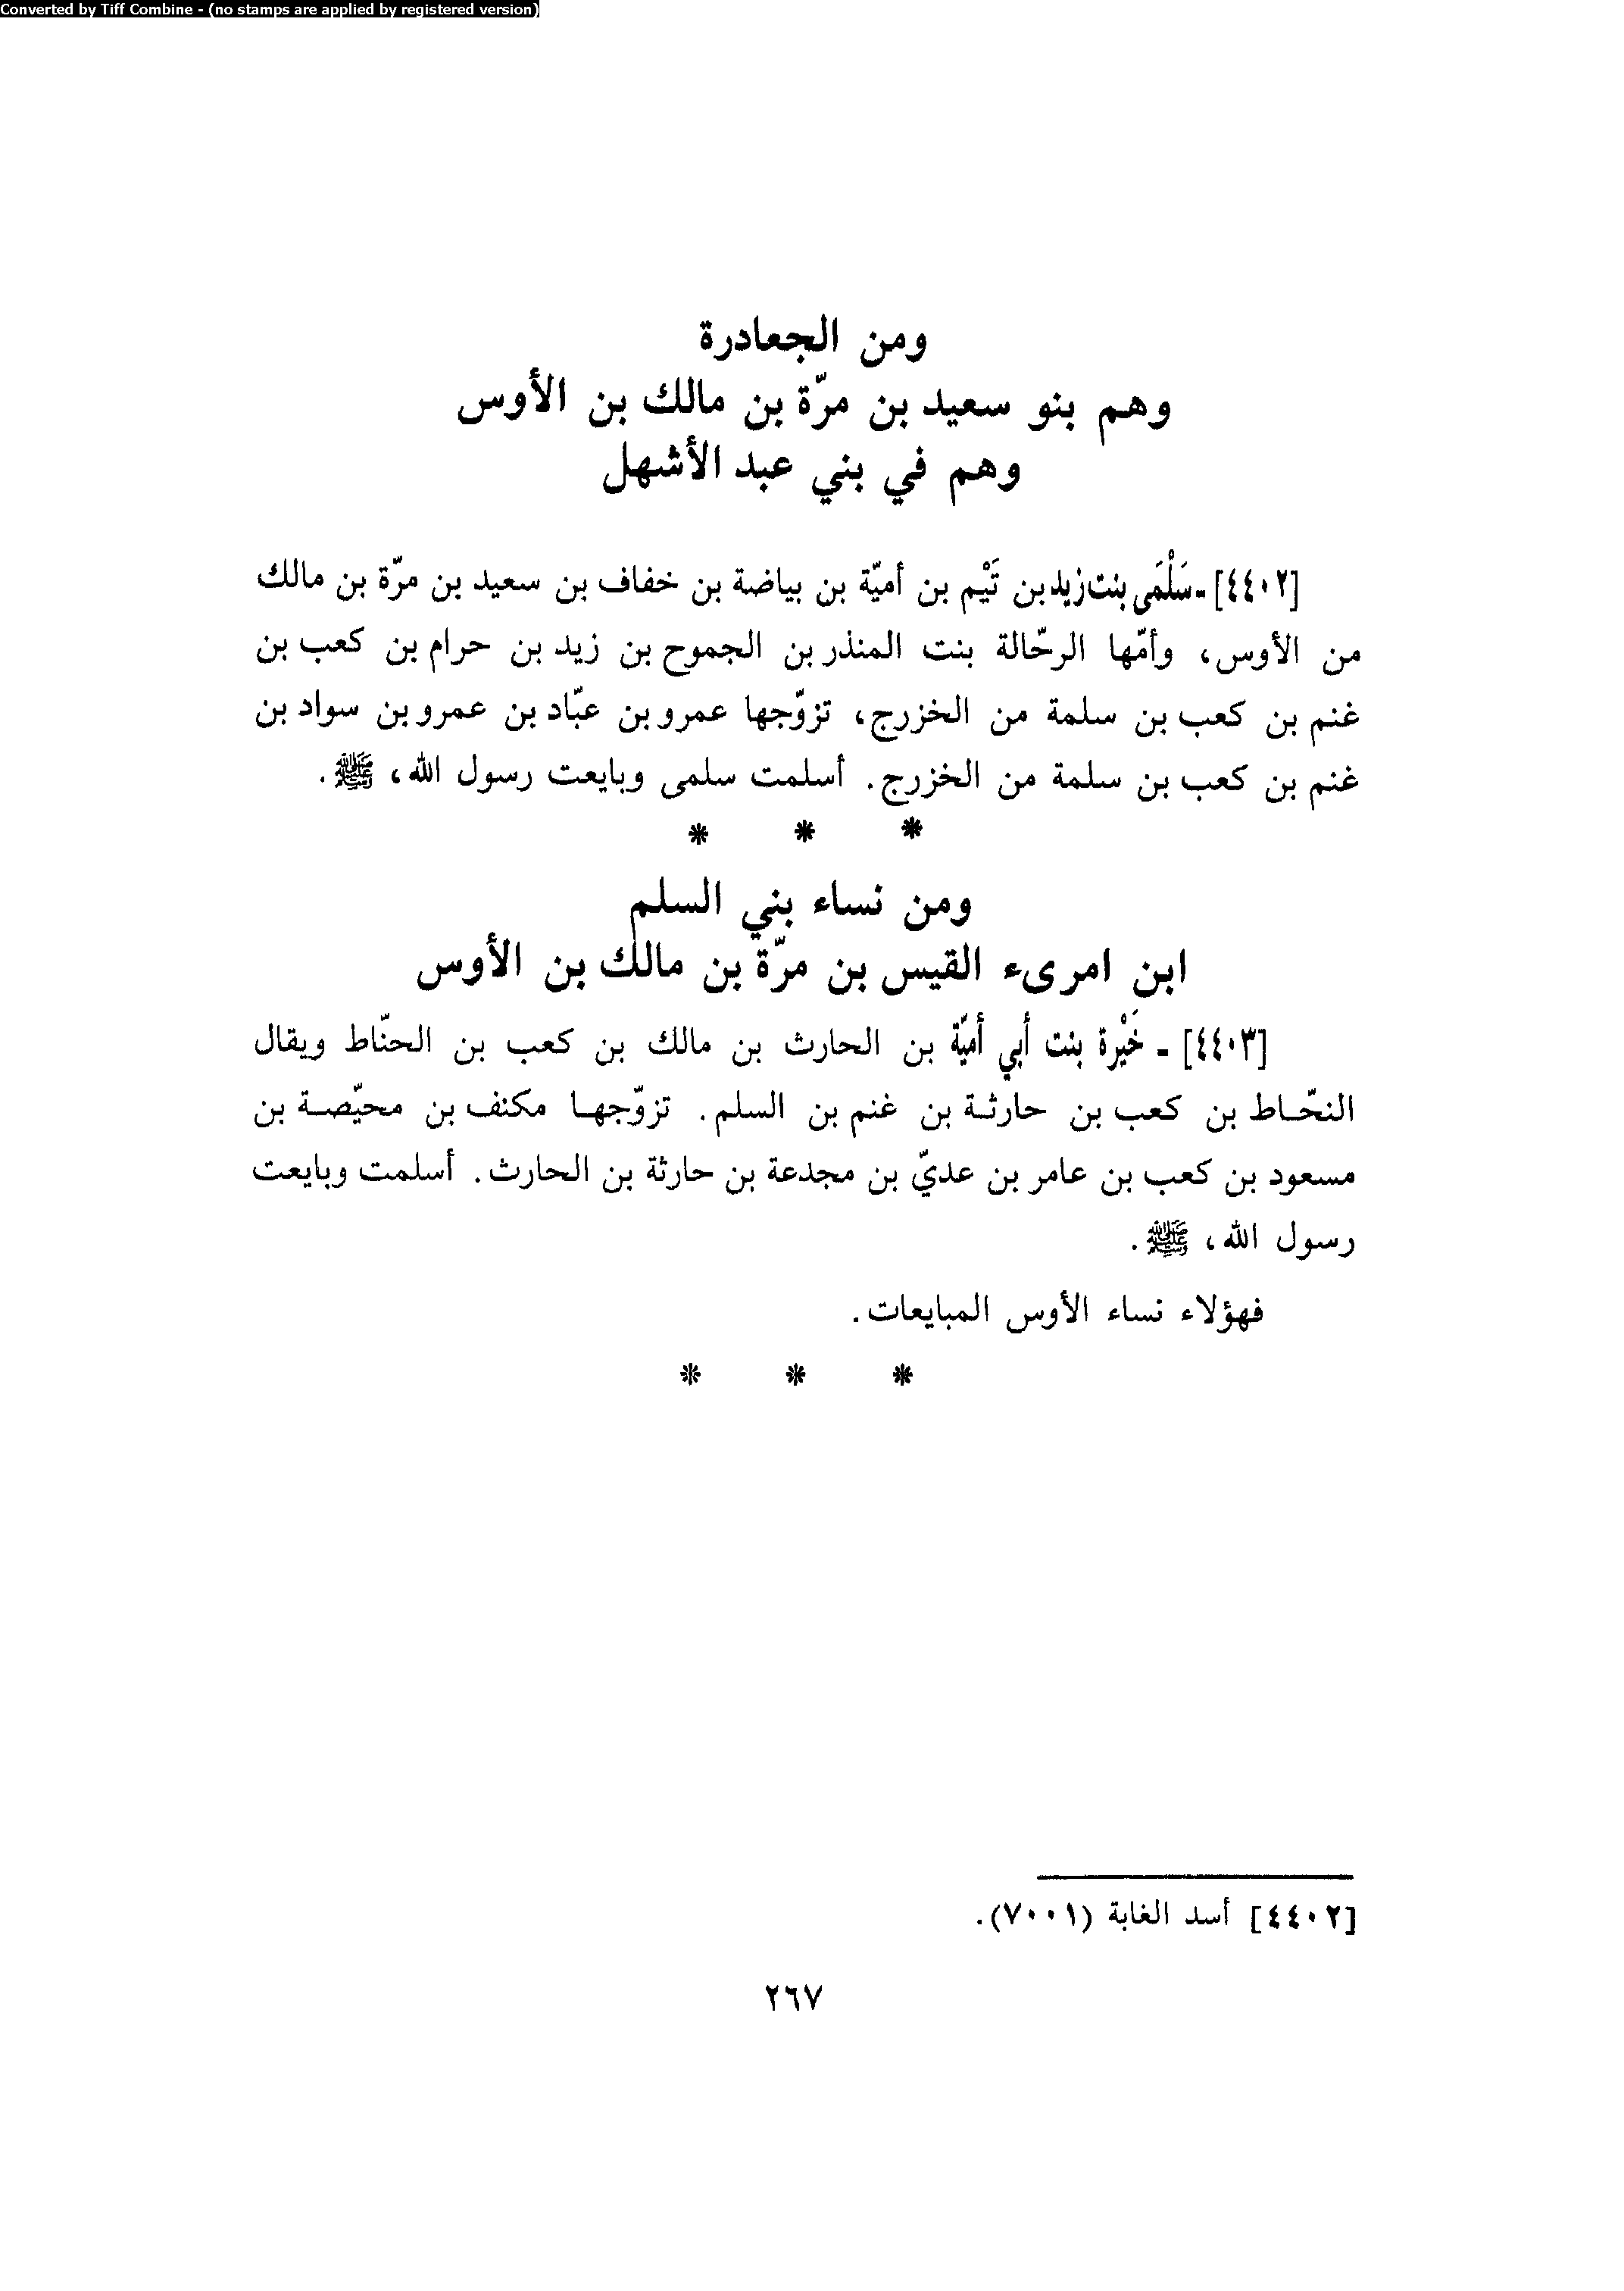 Converted by Tiff Combine - (no stamps are applied by registered version)
ومن الجعادرة
وهم بنو سعيد بن مرّة بن مالك بن الأوس
وهم في بني عبد الأشهل
[٤٤٠٢] - سَلْمَى بنت زيد بن تَيْم بن أميّة بن بياضة بن خفاف بن سعيد بن مرّة بن مالك
من الأوس، وأمّها الرحّالة بنت المنذر بن الجموح بن زيد بن حرام بن كعب بن
غنم بن كعب بن سلمة من الخزرج، تزوّجها عمرو بن عبّاد بن عمرو بن سواد بن
غنم بن كعب بن سلمة من الخزرج. أسلمت سلمى وبايعت رسول الله، ﷺ.
* * *
ومن نساء بني السلم
ابن امرىء القيس بن مرّة بن مالك بن الأوس
[٤٤٠٣] - خَيْرة بنت أبي أميّة بن الحارث بن مالك بن كعب بن الحنّاط ويقال
النحّاط بن كعب بن حارثة بن غنم بن السلم. تزوّجها مكنف بن محيّصة بن
مسعود بن كعب بن عامر بن عديّ بن مجدعة بن حارثة بن الحارث. أسلمت وبايعت
رسول الله، ﷺ.
فهؤلاء نساء الأوس المبايعات.
* * *
[٤٤٠٢] أسد الغابة (٧٠٠١).
٢٦٧